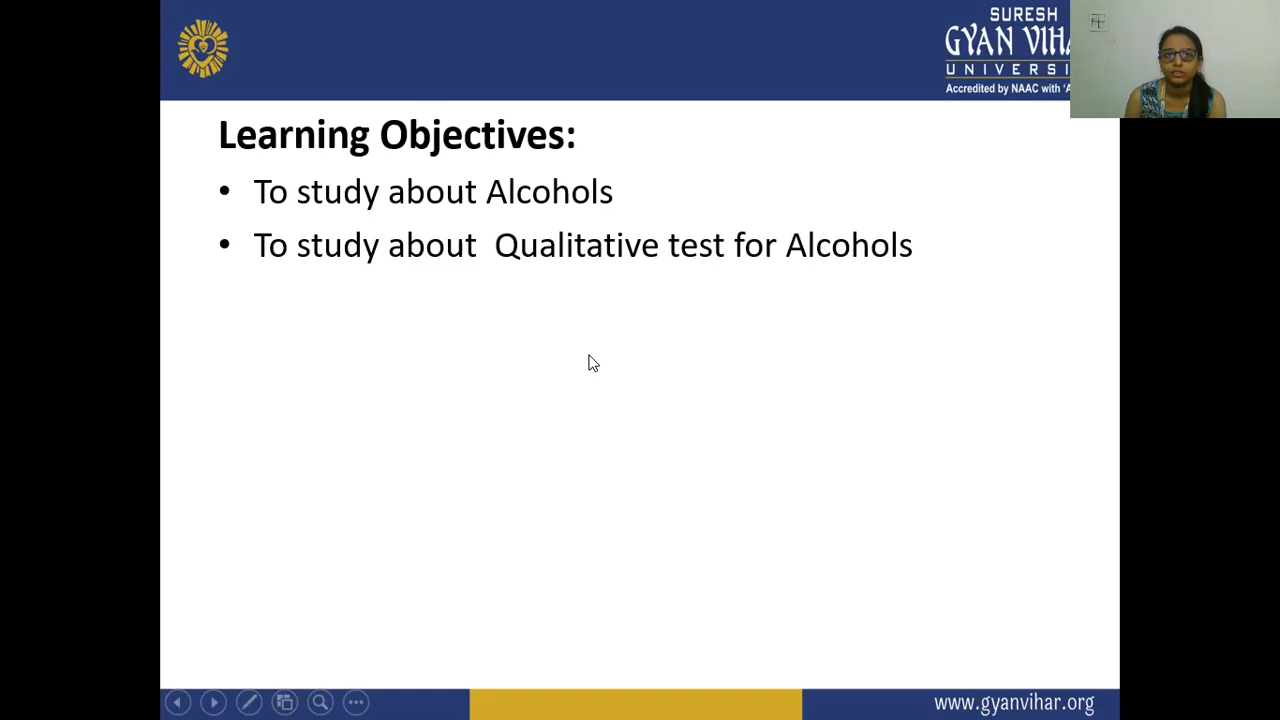 SURESH
GYAN VIHA
UNIVERSI
Accredited by NAAC with 'A
Learning Objectives:
• To study about Alcohols
• To study about Qualitative test for Alcohols
www.gyanvihar.org